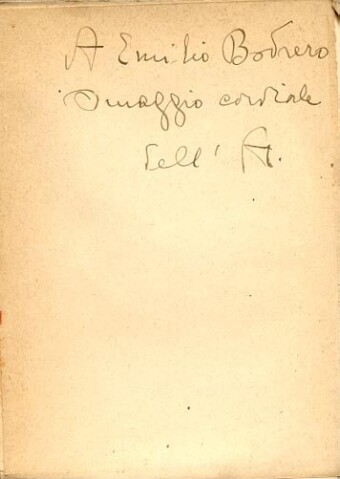 A Emilio Bodrero
omaggio cordiale
dell' A.